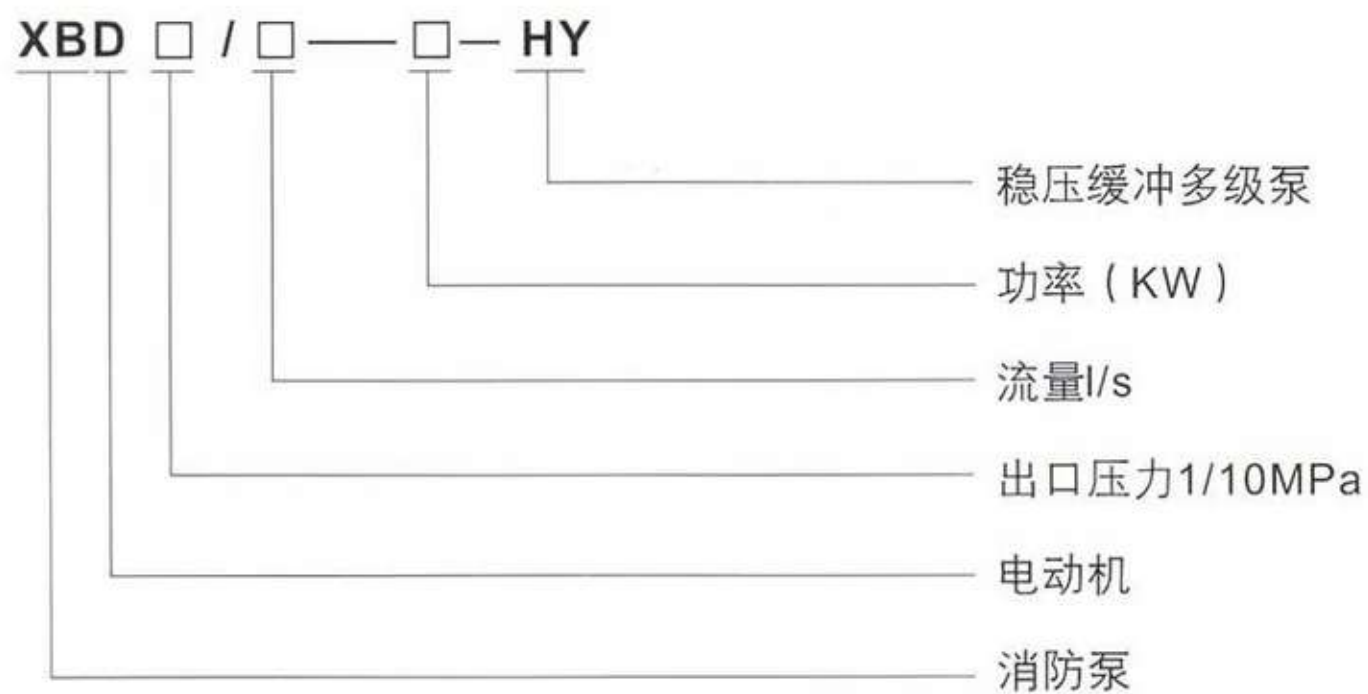 XBD □ / □ — □ — HY
稳压缓冲多级泵
功率（KW）
流量l/s
出口压力1/10MPa
电动机
消防泵